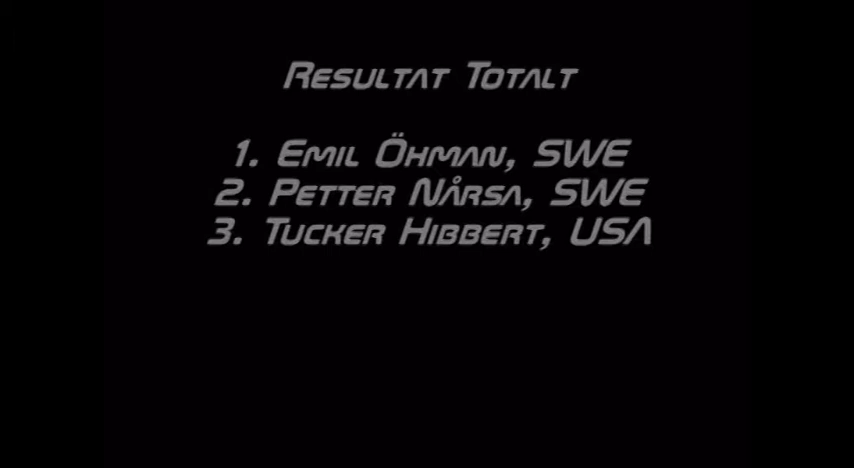 Resultat Totalt
1. Emil Öhman, SWE
2. Petter Nårsa, SWE
3. Tucker Hibbert, USA